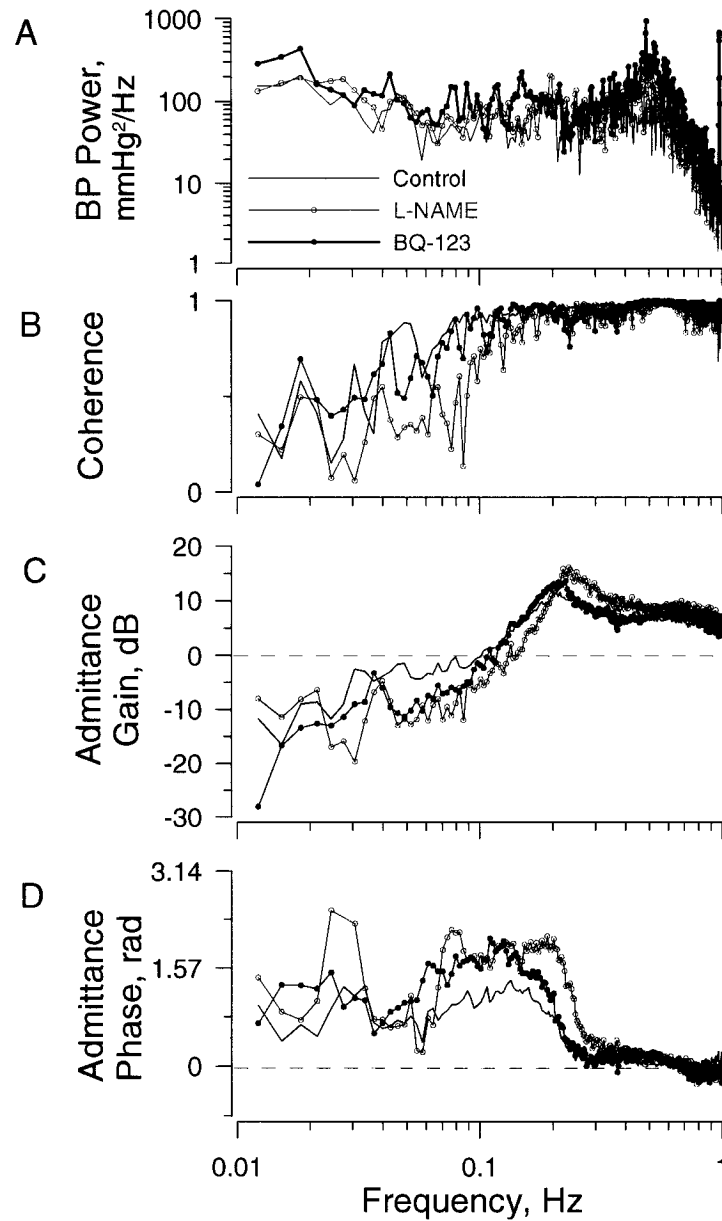 A
BP Power,
mmHg²/Hz
1000
100
10
1
Control
L-NAME
BQ-123
B
Coherence
1
0
C
Admittance
Gain, dB
20
10
0
-10
-20
-30
D
Admittance
Phase, rad
3.14
1.57
0
0.01
0.1
1
Frequency, Hz